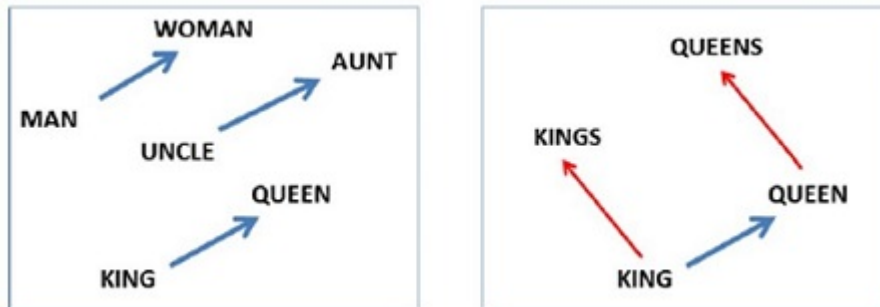 WOMAN
AUNT
MAN
UNCLE
QUEEN
KING
QUEENS
KINGS
QUEEN
KING